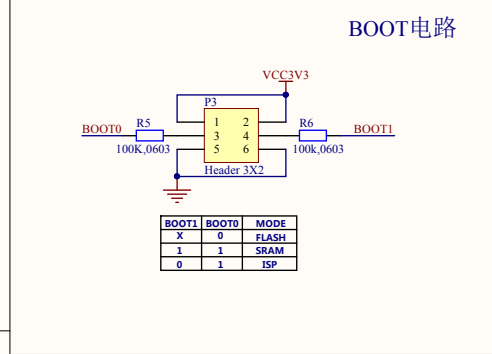 BOOT电路
VCC3V3
P3
BOOT0 R5 1 2 R6 BOOT1
3 4
100K,0603 5 6 100k,0603
Header 3X2
BOOT1 BOOT0 MODE
X 0 FLASH
1 1 SRAM
0 1 ISP